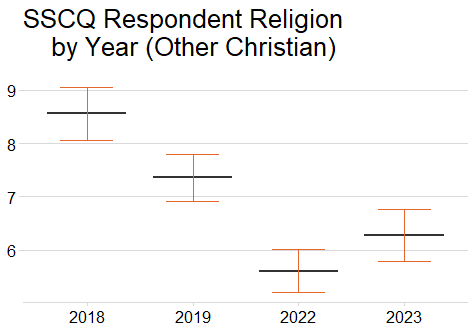 SSCQ Respondent Religion
by Year (Other Christian)
9
8
7
6
2018 2019 2022 2023